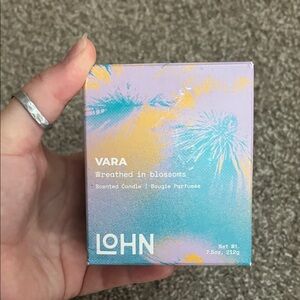 VARA
Wreathed in blossoms
Scented Candle | Bougie Parfumée
LOHN
Net Wt.
7.5oz, 212g